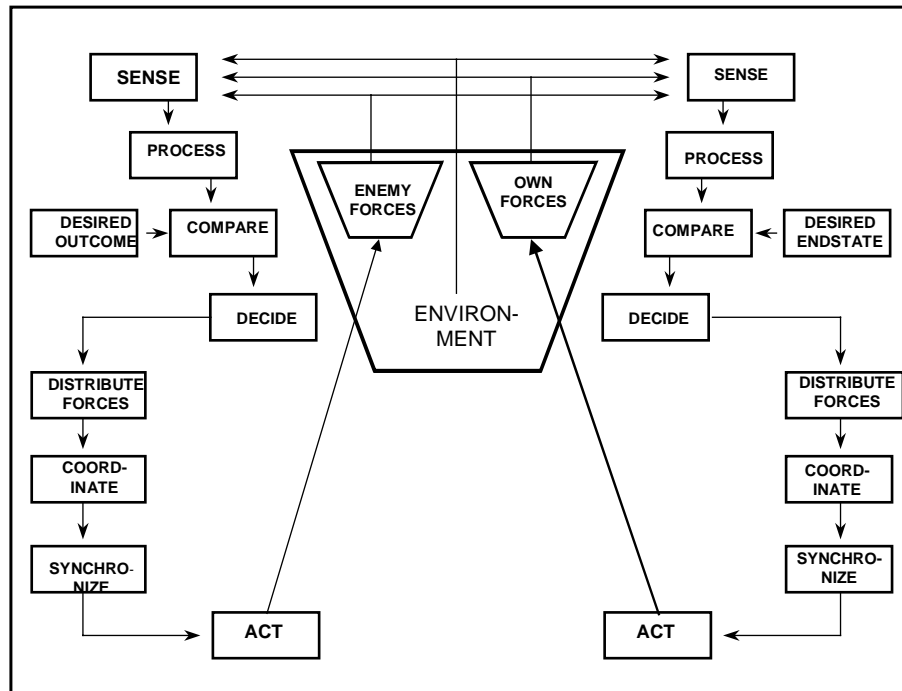 SENSE
SENSE
PROCESS
PROCESS
ENEMY
FORCES
OWN
FORCES
DESIRED
OUTCOME
COMPARE
COMPARE
DESIRED
ENDSTATE
DECIDE
ENVIRON-
MENT
DECIDE
DISTRIBUTE
FORCES
DISTRIBUTE
FORCES
COORD-
INATE
COORD-
INATE
SYNCHRO-
NIZE
SYNCHRO-
NIZE
ACT
ACT